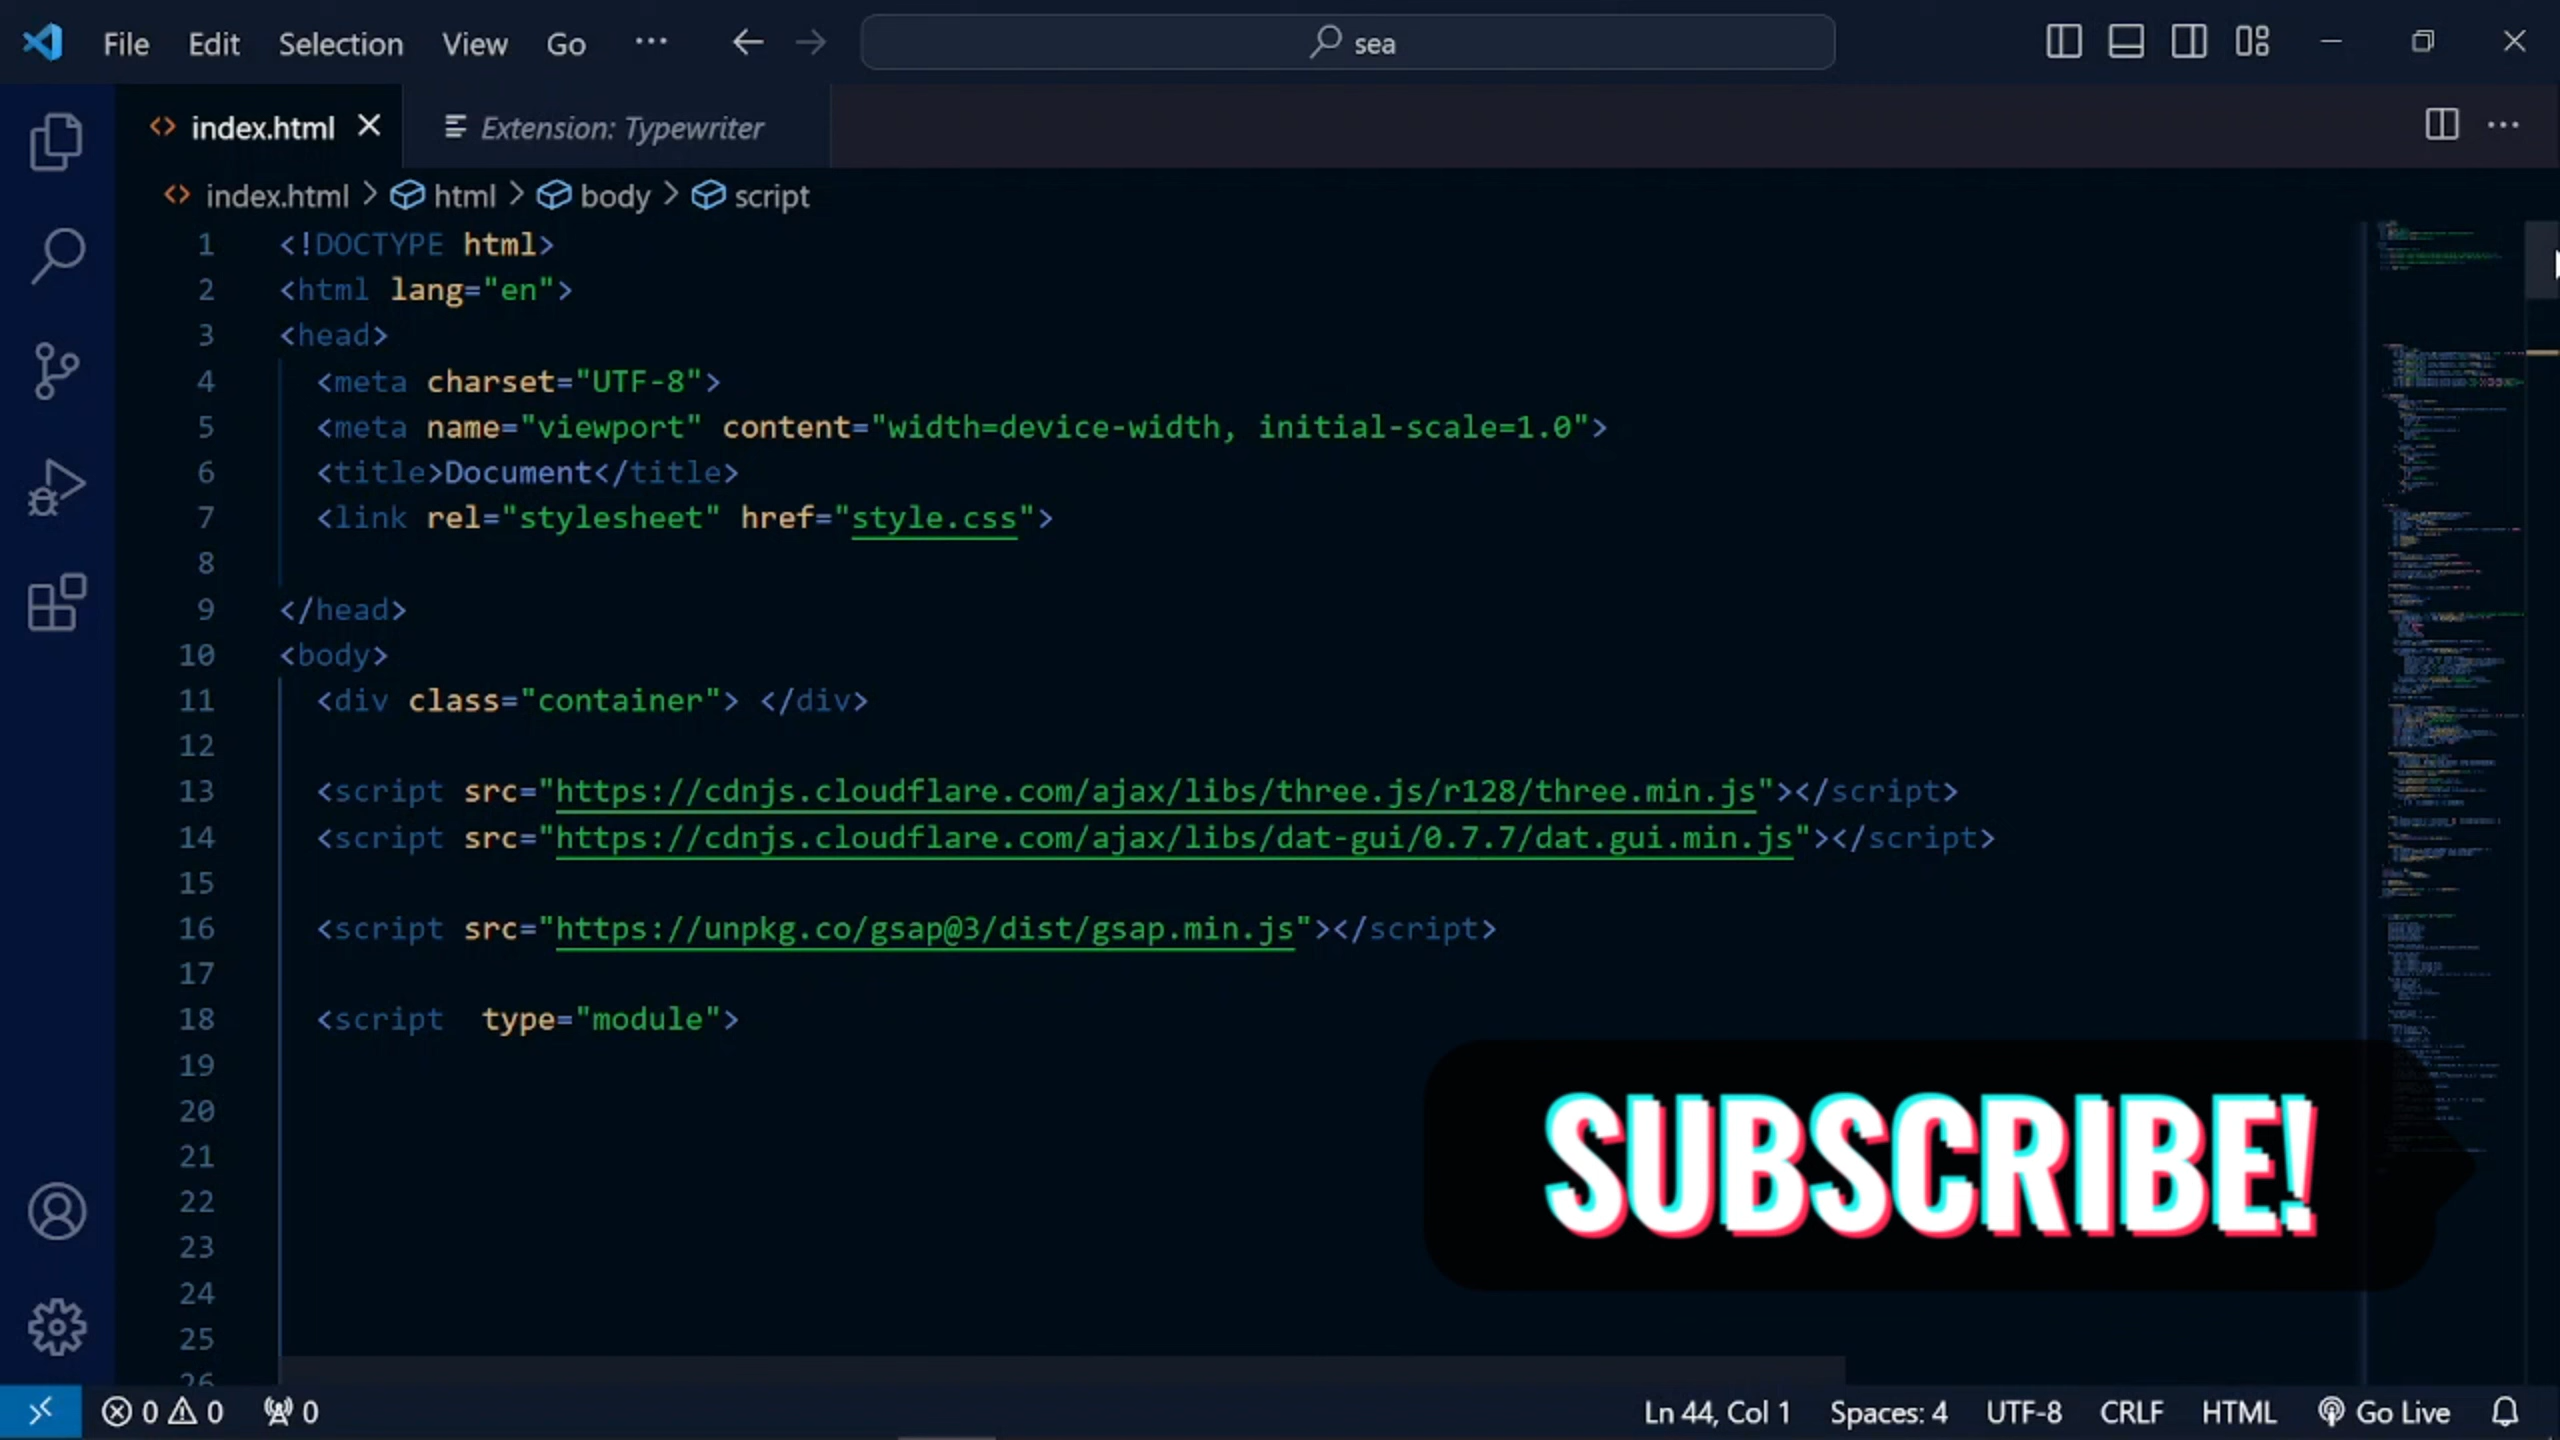 File Edit Selection View Go ··· sea
index.html Extension: Typewriter
index.html > html > body > script
1 <!DOCTYPE html>
2 <html lang="en">
3 <head>
4 <meta charset="UTF-8">
5 <meta name="viewport" content="width=device-width, initial-scale=1.0">
6 <title>Document</title>
7 <link rel="stylesheet" href="style.css">
8
9 </head>
10 <body>
11 <div class="container"> </div>
12
13 <script src="https://cdnjs.cloudflare.com/ajax/libs/three.js/r128/three.min.js"></script>
14 <script src="https://cdnjs.cloudflare.com/ajax/libs/dat-gui/0.7.7/dat.gui.min.js"></script>
15
16 <script src="https://unpkg.co/gsap@3/dist/gsap.min.js"></script>
17
18 <script  type="module">
19
20
21
22
23
24
25
26
SUBSCRIBE!
0 0 0 Ln 44, Col 1 Spaces: 4 UTF-8 CRLF HTML Go Live